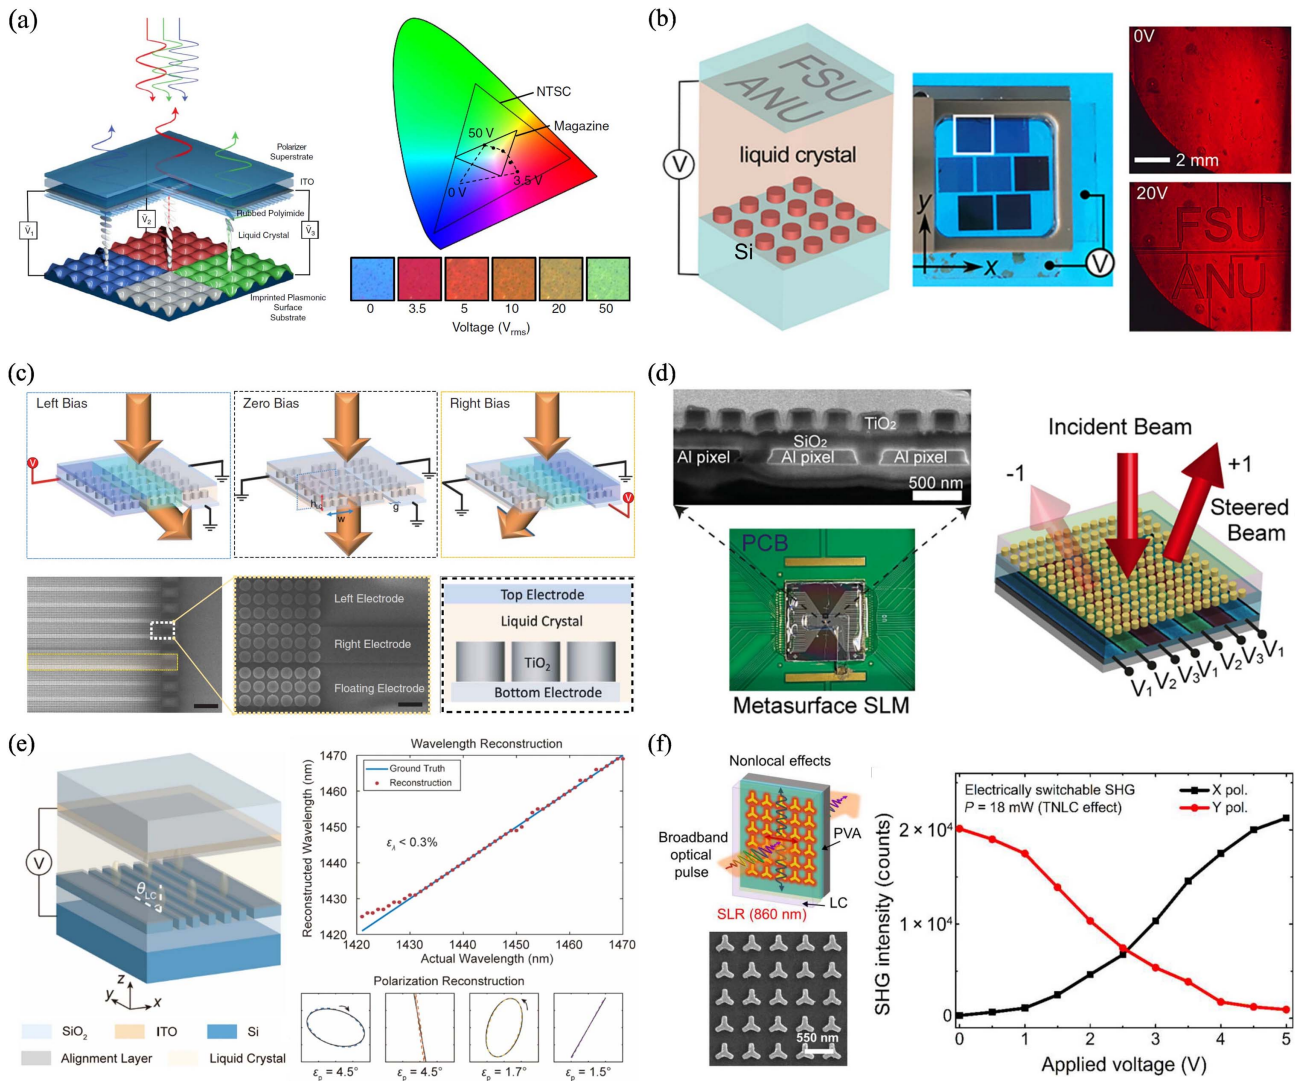 (a)
Polarizer
Superstrate
ITO
Rubbed Polyimide
Liquid Crystal
Ṽ₁
Ṽ₂
Ṽ₃
Imprinted Plasmonic
Surface
Substrate
NTSC
Magazine
50 V
0 V
3.5 V
0 3.5 5 10 20 50
Voltage (Vrms)
(b)
FSU
ANU
liquid crystal
V
Si
y
x
V
0V
2 mm
20V
FSU
ANU
(c)
Left Bias
V
Zero Bias
w
g
Right Bias
V
Left Electrode
Right Electrode
Floating Electrode
Top Electrode
Liquid Crystal
TiO₂
Bottom Electrode
(d)
TiO₂
SiO₂
Al pixel Al pixel Al pixel
500 nm
PCB
Metasurface SLM
Incident Beam
-1
+1
Steered
Beam
V₁ V₂ V₃ V₁ V₂ V₃ V₁
(e)
V
θLC
z
y
x
SiO₂ ITO Si
Alignment Layer Liquid Crystal
Wavelength Reconstruction
Reconstructed Wavelength (nm)
1470
1460
1450
1440
1430
1420
Ground Truth
Reconstruction
ελ < 0.3%
1420 1430 1440 1450 1460 1470
Actual Wavelength (nm)
Polarization Reconstruction
εp = 4.5° εp = 4.5° εp = 1.7° εp = 1.5°
(f)
Nonlocal effects
Broadband
optical
pulse
PVA
LC
SLR (860 nm)
550 nm
SHG intensity (counts)
2 × 10⁴
1 × 10⁴
0
Electrically switchable SHG
P = 18 mW (TNLC effect)
X pol.
Y pol.
0 1 2 3 4 5
Applied voltage (V)